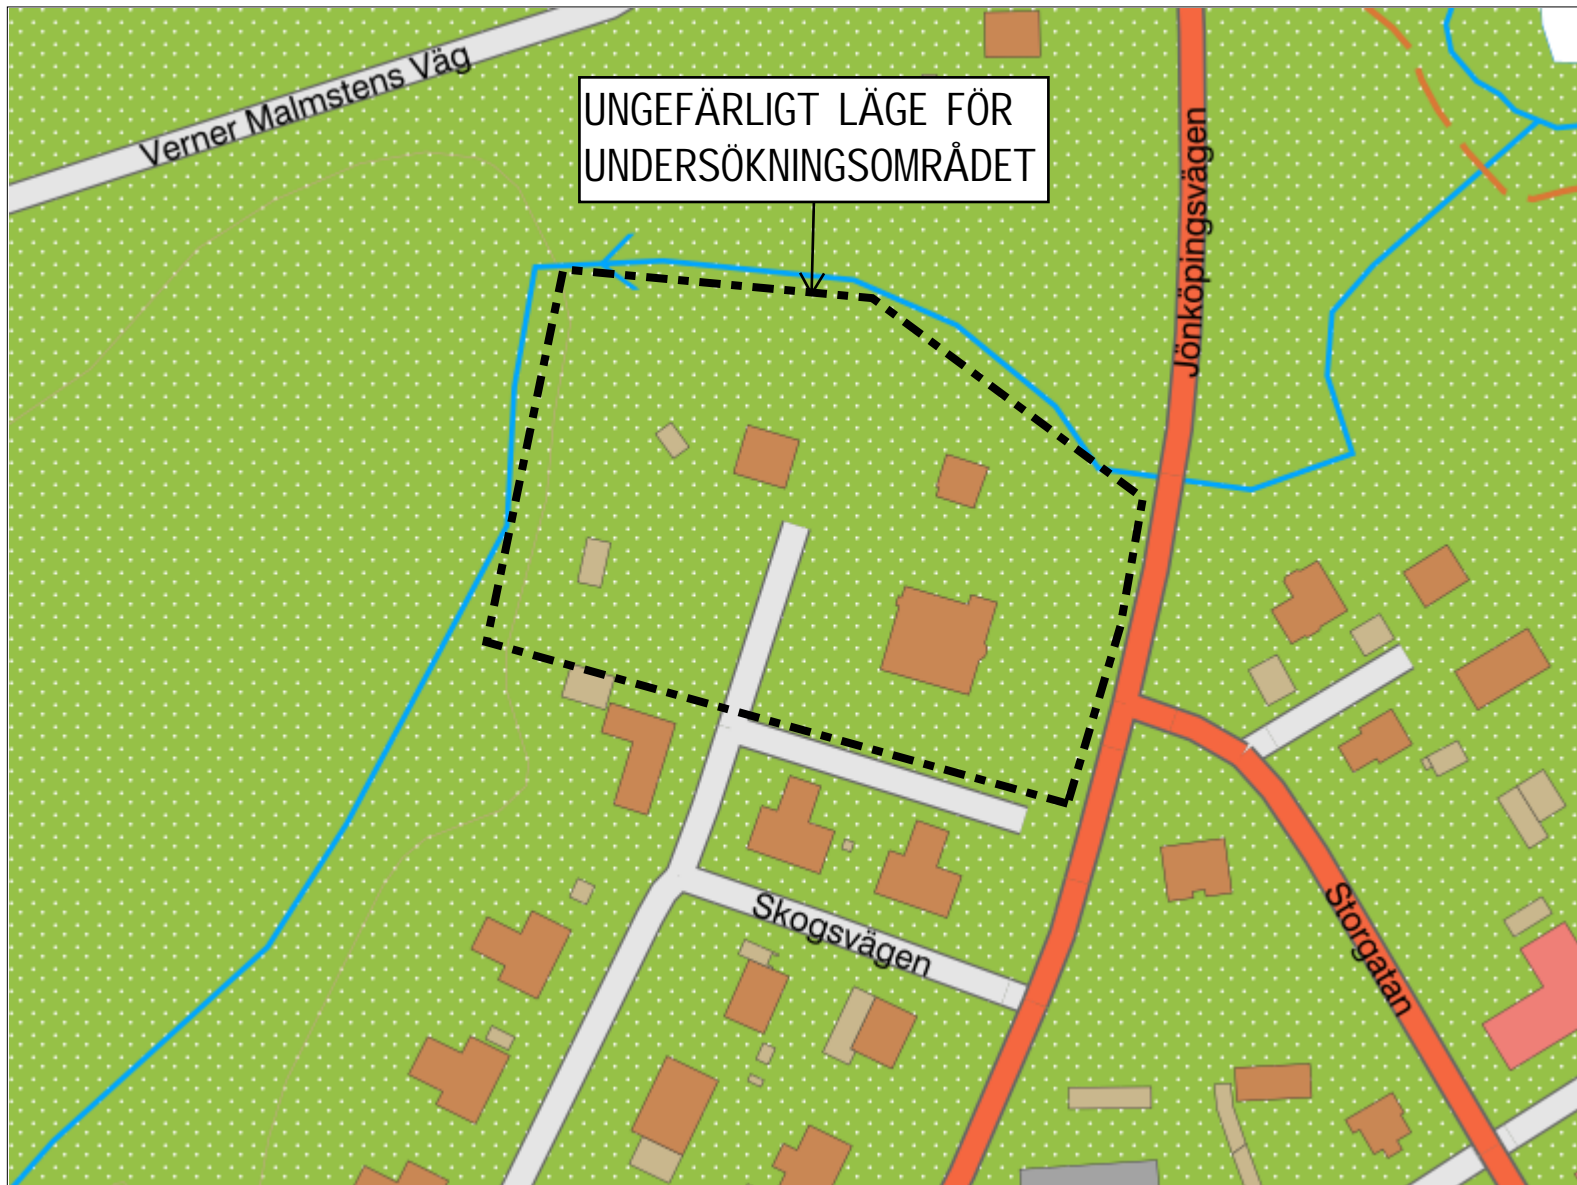 Verner Malmstens Väg
UNGEFÄRLIGT LÄGE FÖR
UNDERSÖKNINGSOMRÅDET
Jönköpingsvägen
Skogsvägen
Storgatan